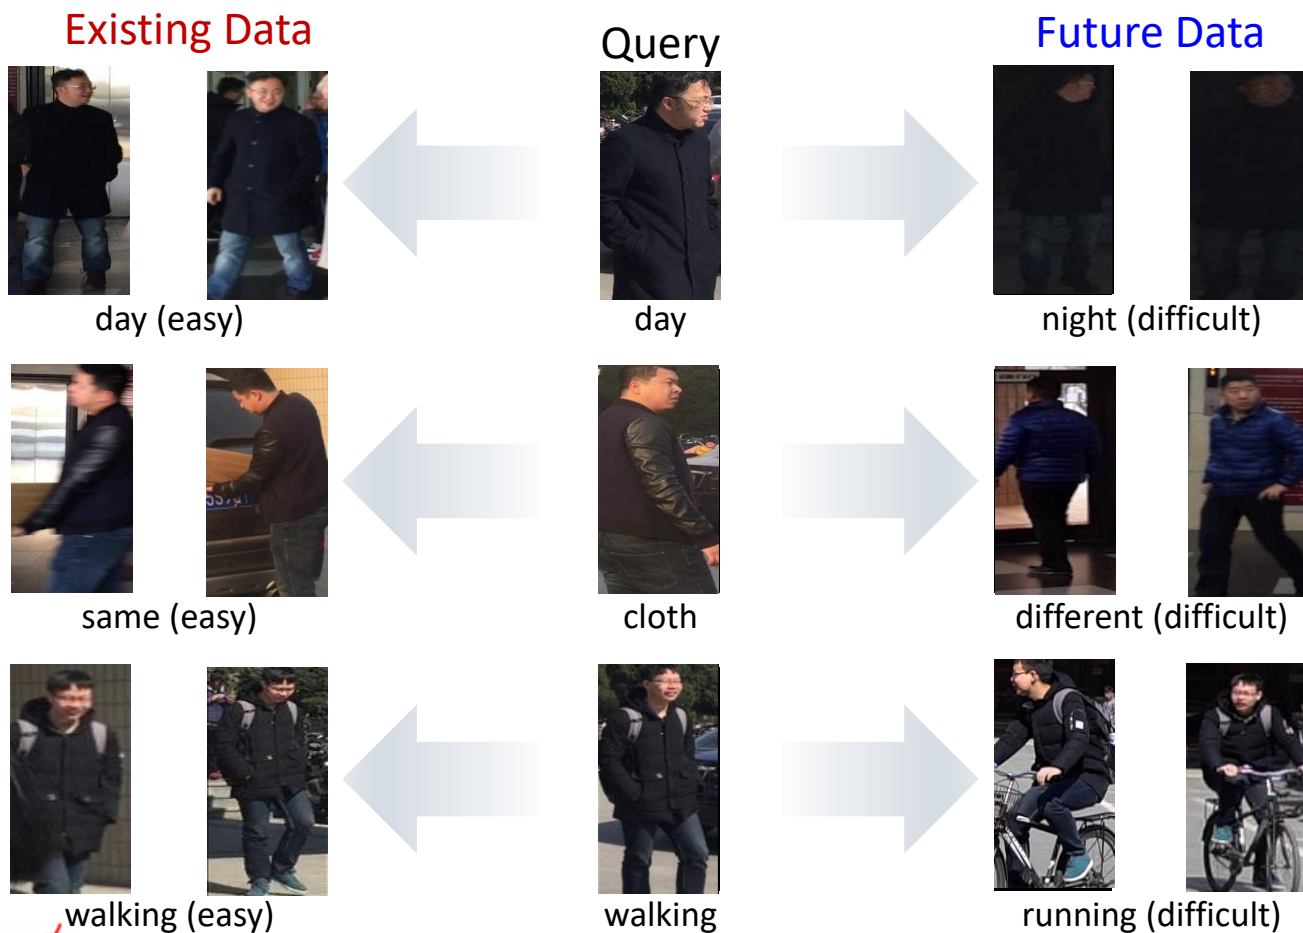 Existing Data
Query
Future Data
day (easy)
day
night (difficult)
same (easy)
cloth
different (difficult)
walking (easy)
walking
running (difficult)